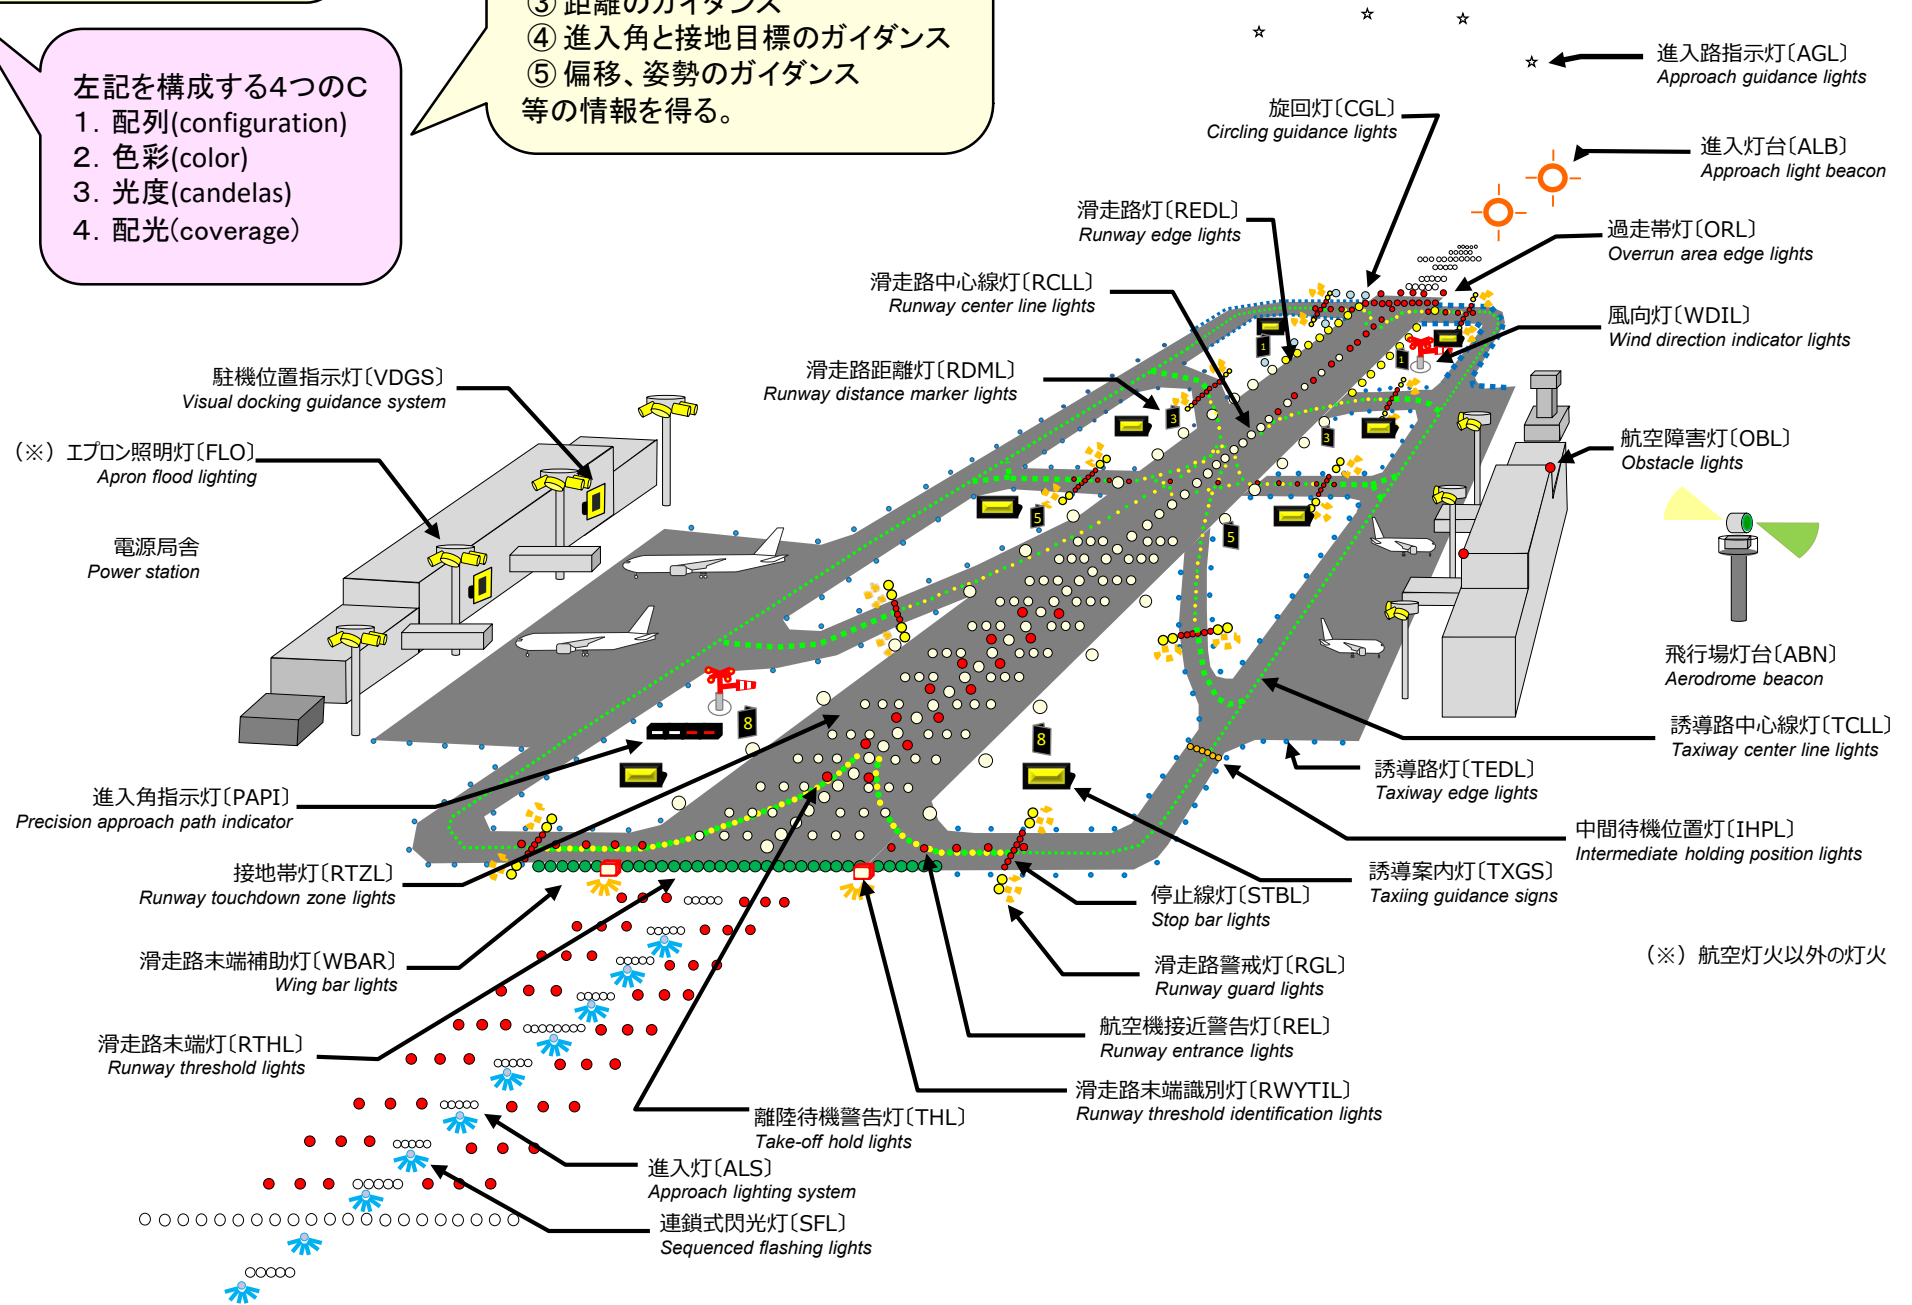 ③ 距離のガイダンス
④ 進入角と接地目標のガイダンス
⑤ 偏移、姿勢のガイダンス
等の情報を得る。
左記を構成する4つのC
1. 配列(configuration)
2. 色彩(color)
3. 光度(candelas)
4. 配光(coverage)
進入路指示灯〔AGL〕
Approach guidance lights
旋回灯〔CGL〕
Circling guidance lights
進入灯台〔ALB〕
Approach light beacon
滑走路灯〔REDL〕
Runway edge lights
過走帯灯〔ORL〕
Overrun area edge lights
滑走路中心線灯〔RCLL〕
Runway center line lights
風向灯〔WDIL〕
Wind direction indicator lights
滑走路距離灯〔RDML〕
Runway distance marker lights
駐機位置指示灯〔VDGS〕
Visual docking guidance system
(※) エプロン照明灯〔FLO〕
Apron flood lighting
航空障害灯〔OBL〕
Obstacle lights
電源局舎
Power station
1
1
3
3
5
5
8
8
飛行場灯台〔ABN〕
Aerodrome beacon
誘導路中心線灯〔TCLL〕
Taxiway center line lights
誘導路灯〔TEDL〕
Taxiway edge lights
進入角指示灯〔PAPI〕
Precision approach path indicator
中間待機位置灯〔IHPL〕
Intermediate holding position lights
接地帯灯〔RTZL〕
Runway touchdown zone lights
誘導案内灯〔TXGS〕
Taxiing guidance signs
停止線灯〔STBL〕
Stop bar lights
滑走路末端補助灯〔WBAR〕
Wing bar lights
滑走路警戒灯〔RGL〕
Runway guard lights
(※) 航空灯火以外の灯火
滑走路末端灯〔RTHL〕
Runway threshold lights
航空機接近警告灯〔REL〕
Runway entrance lights
滑走路末端識別灯〔RWYTIL〕
Runway threshold identification lights
離陸待機警告灯〔THL〕
Take-off hold lights
進入灯〔ALS〕
Approach lighting system
連鎖式閃光灯〔SFL〕
Sequenced flashing lights